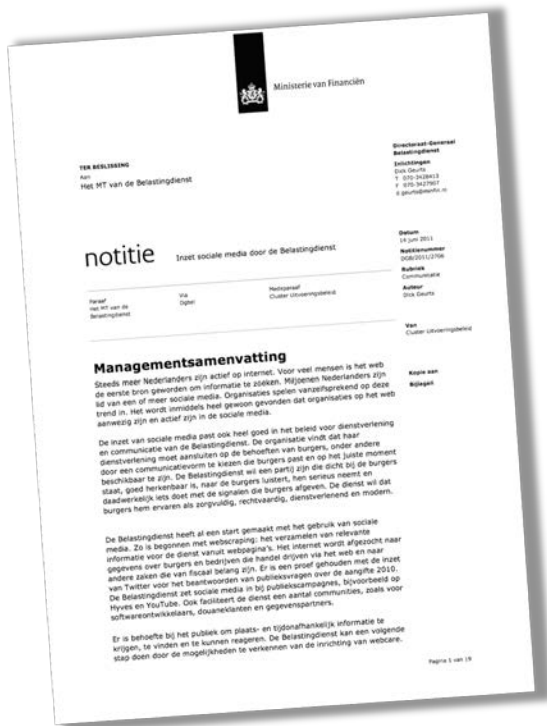 Ministerie van Financiën
TER BESLISSING
Aan
Het MT van de Belastingdienst
Directoraat-Generaal
Belastingdienst
Inlichtingen
Dick Geurts
T 070-3428413
F 070-3427907
d.geurts@minfin.nl
Datum
14 juni 2011
Notitienummer
DGB/2011/2706
Rubriek
Communicatie
Auteur
Dick Geurts
Van
Cluster Uitvoeringsbeleid
Kopie aan
Bijlagen
notitie
Inzet sociale media door de Belastingdienst
Paraaf
Het MT van de
Belastingdienst
Via
Dgbel
Medeparaaf
Cluster Uitvoeringsbeleid
Managementsamenvatting
Steeds meer Nederlanders zijn actief op internet. Voor veel mensen is het web
de eerste bron geworden om informatie te zoeken. Miljoenen Nederlanders zijn
lid van een of meer sociale media. Organisaties spelen vanzelfsprekend op deze
trend in. Het wordt inmiddels heel gewoon gevonden dat organisaties op het web
aanwezig zijn en actief zijn in de sociale media.
De inzet van sociale media past ook heel goed in het beleid voor dienstverlening
en communicatie van de Belastingdienst. De organisatie vindt dat haar
dienstverlening moet aansluiten op de behoeften van burgers, onder andere
door een communicatievorm te kiezen die burgers past en op het juiste moment
beschikbaar te zijn. De Belastingdienst wil een partij zijn die dicht bij de burgers
staat, goed herkenbaar is, naar de burgers luistert, hen serieus neemt en
daadwerkelijk iets doet met de signalen die burgers afgeven. De dienst wil dat
burgers hem ervaren als zorgvuldig, rechtvaardig, dienstverlenend en modern.
De Belastingdienst heeft al een start gemaakt met het gebruik van sociale
media. Zo is begonnen met webscraping: het verzamelen van relevante
informatie voor de dienst vanuit webpagina's. Het internet wordt afgezocht naar
gegevens over burgers en bedrijven die handel drijven via het web en naar
andere zaken die van fiscaal belang zijn. Er is een proef gehouden met de inzet
van Twitter voor het beantwoorden van publieksvragen over de aangifte 2010.
De Belastingdienst zet sociale media in bij publiekscampagnes, bijvoorbeeld op
Hyves en YouTube. Ook faciliteert de dienst een aantal communities, zoals voor
softwareontwikkelaars, douaneklanten en gegevenspartners.
Er is behoefte bij het publiek om plaats- en tijdonafhankelijk informatie te
krijgen, te vinden en te kunnen reageren. De Belastingdienst kan een volgende
stap doen door de mogelijkheden te verkennen van de inrichting van webcare.
Pagina 1 van 19